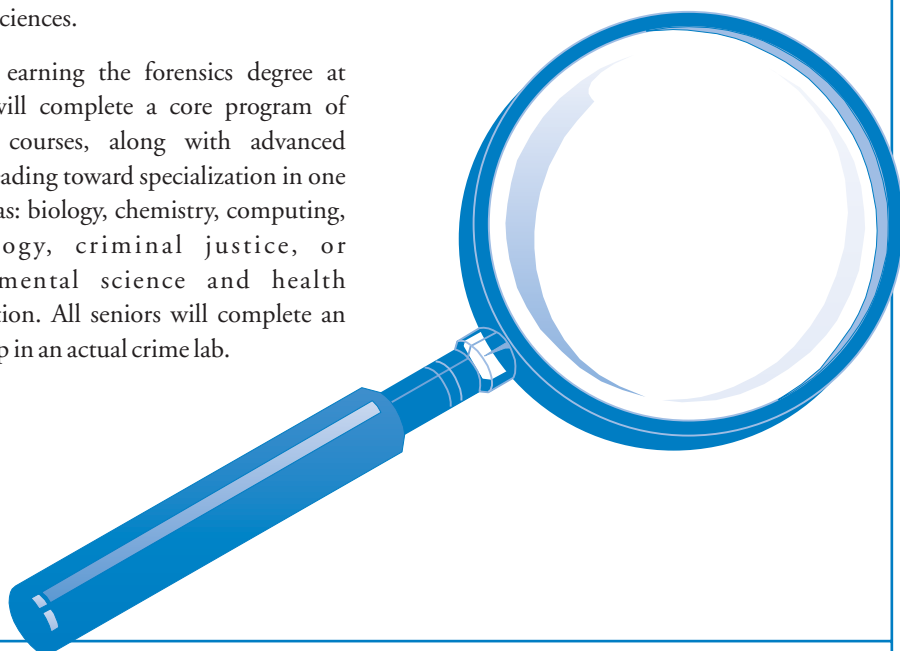 ciences.
earning the forensics degree at
will complete a core program of
courses, along with advanced
eading toward specialization in one
as: biology, chemistry, computing,
ogy, criminal justice, or
mental science and health
tion. All seniors will complete an
p in an actual crime lab.